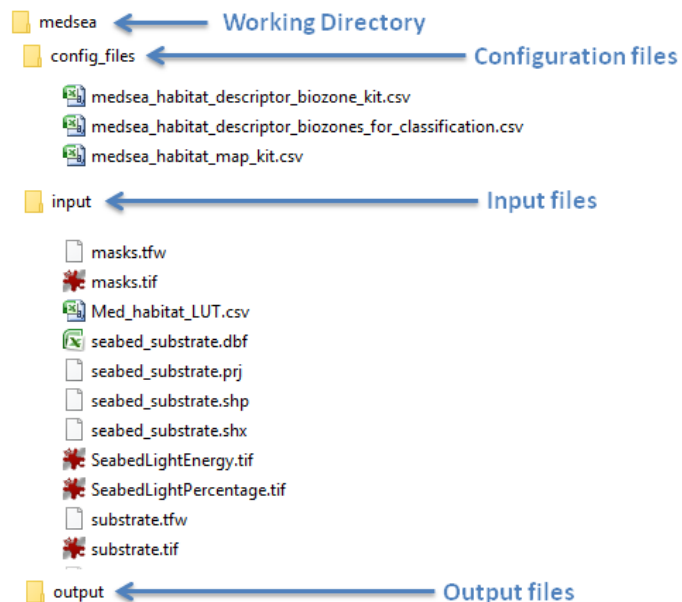 medsea Working Directory
config_files Configuration files
medsea_habitat_descriptor_biozone_kit.csv
medsea_habitat_descriptor_biozones_for_classification.csv
medsea_habitat_map_kit.csv
input Input files
masks.tfw
masks.tif
Med_habitat_LUT.csv
seabed_substrate.dbf
seabed_substrate.prj
seabed_substrate.shp
seabed_substrate.shx
SeabedLightEnergy.tif
SeabedLightPercentage.tif
substrate.tfw
substrate.tif
output Output files